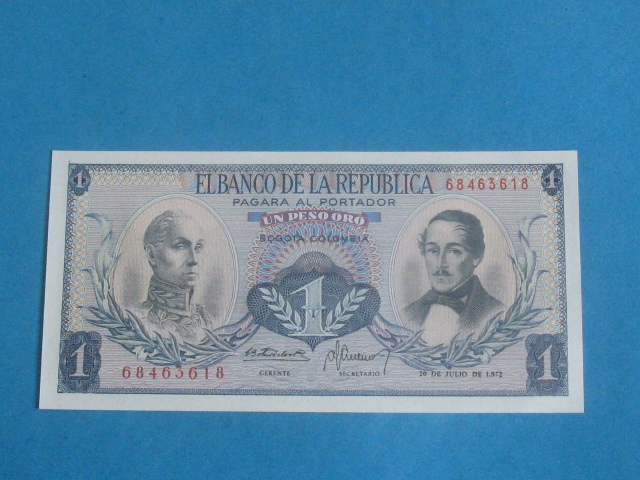 1 EL BANCO DE LA REPUBLICA 68463618 1
PAGARA AL PORTADOR
UN PESO ORO
BOGOTA COLOMBIA
1
1 68463618 GERENTE SECRETARIO 20 DE JULIO DE 1.972 1